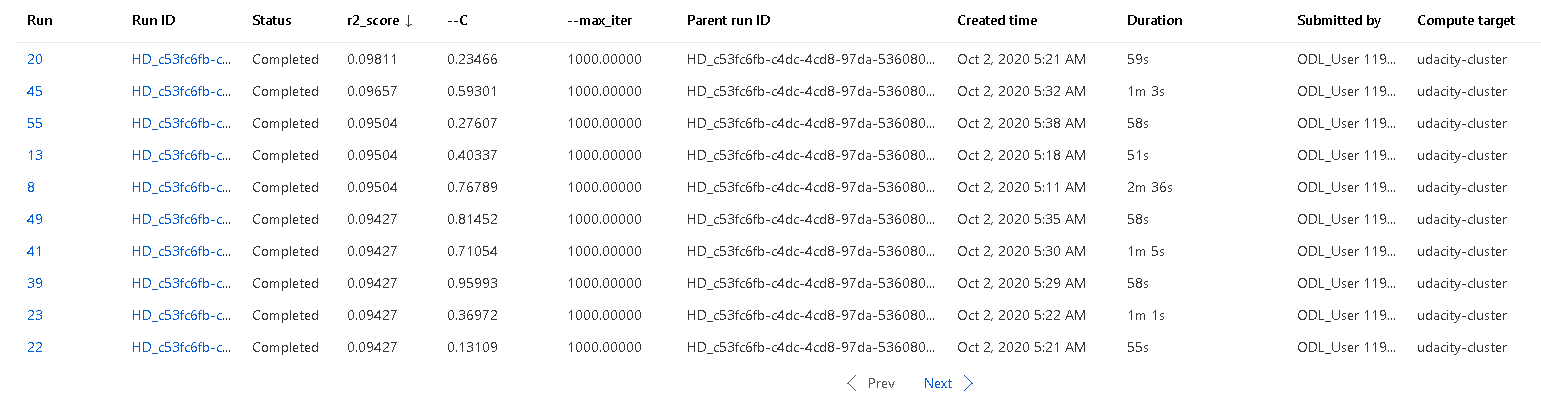 Run Run ID Status r2_score ↓ --C --max_iter Parent run ID Created time Duration Submitted by Compute target
20 HD_c53fc6fb-c... Completed 0.09811 0.23466 1000.00000 HD_c53fc6fb-c4dc-4cd8-97da-536080... Oct 2, 2020 5:21 AM 59s ODL_User 119... udacity-cluster
45 HD_c53fc6fb-c... Completed 0.09657 0.59301 1000.00000 HD_c53fc6fb-c4dc-4cd8-97da-536080... Oct 2, 2020 5:32 AM 1m 3s ODL_User 119... udacity-cluster
55 HD_c53fc6fb-c... Completed 0.09504 0.27607 1000.00000 HD_c53fc6fb-c4dc-4cd8-97da-536080... Oct 2, 2020 5:38 AM 58s ODL_User 119... udacity-cluster
13 HD_c53fc6fb-c... Completed 0.09504 0.40337 1000.00000 HD_c53fc6fb-c4dc-4cd8-97da-536080... Oct 2, 2020 5:18 AM 51s ODL_User 119... udacity-cluster
8 HD_c53fc6fb-c... Completed 0.09504 0.76789 1000.00000 HD_c53fc6fb-c4dc-4cd8-97da-536080... Oct 2, 2020 5:11 AM 2m 36s ODL_User 119... udacity-cluster
49 HD_c53fc6fb-c... Completed 0.09427 0.81452 1000.00000 HD_c53fc6fb-c4dc-4cd8-97da-536080... Oct 2, 2020 5:35 AM 58s ODL_User 119... udacity-cluster
41 HD_c53fc6fb-c... Completed 0.09427 0.71054 1000.00000 HD_c53fc6fb-c4dc-4cd8-97da-536080... Oct 2, 2020 5:30 AM 1m 5s ODL_User 119... udacity-cluster
39 HD_c53fc6fb-c... Completed 0.09427 0.95993 1000.00000 HD_c53fc6fb-c4dc-4cd8-97da-536080... Oct 2, 2020 5:29 AM 58s ODL_User 119... udacity-cluster
23 HD_c53fc6fb-c... Completed 0.09427 0.36972 1000.00000 HD_c53fc6fb-c4dc-4cd8-97da-536080... Oct 2, 2020 5:22 AM 1m 1s ODL_User 119... udacity-cluster
22 HD_c53fc6fb-c... Completed 0.09427 0.13109 1000.00000 HD_c53fc6fb-c4dc-4cd8-97da-536080... Oct 2, 2020 5:21 AM 55s ODL_User 119... udacity-cluster
Prev Next